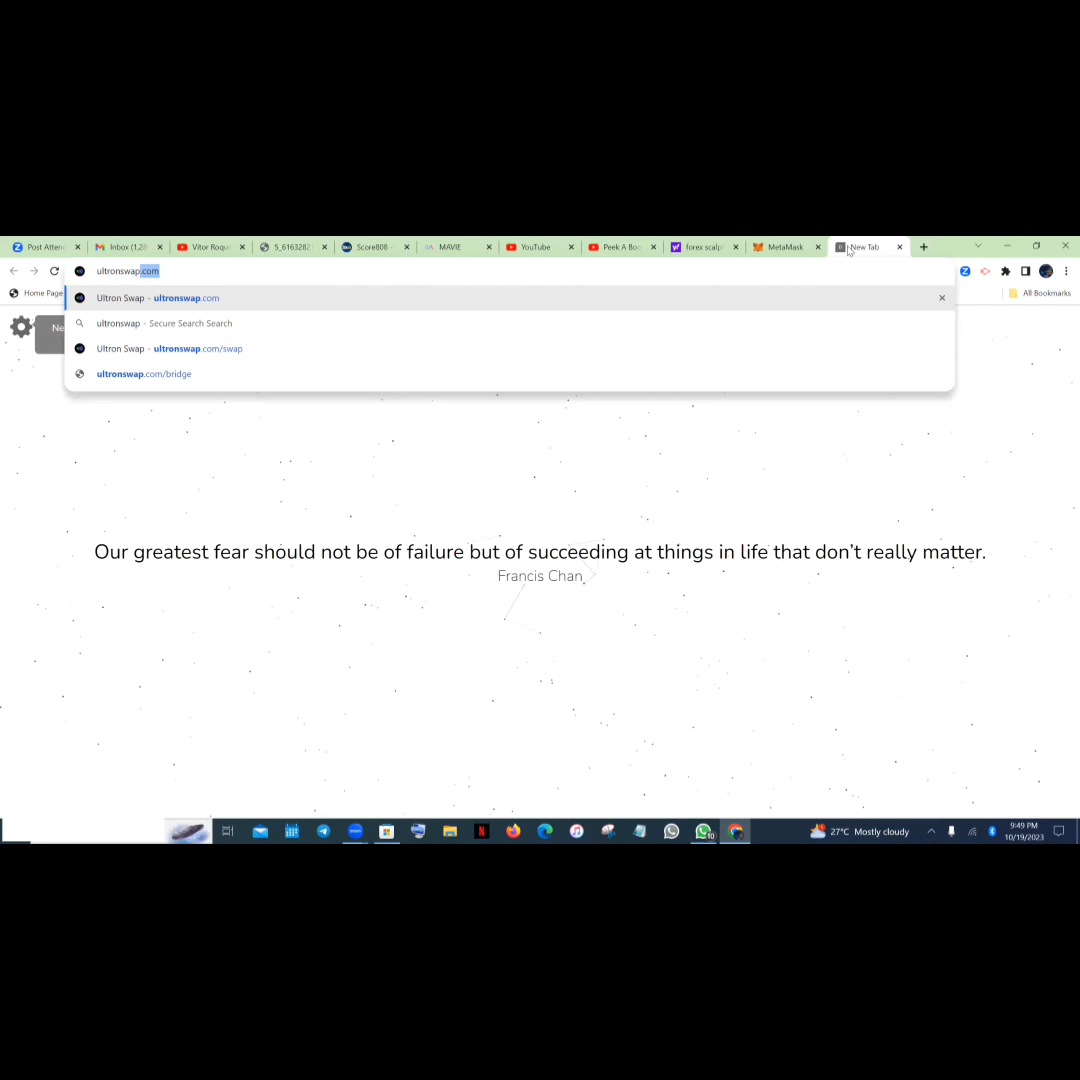 Post Atten
Inbox (1,28
Vitor Roqu
5_6163282
Score808 -
MAVIE
YouTube
Peek A Boo
forex scalp
MetaMask
New Tab
ultronswap.com
Home Page
All Bookmarks
Ultron Swap - ultronswap.com
ultronswap - Secure Search Search
Ultron Swap - ultronswap.com/swap
ultronswap.com/bridge
Ne
Our greatest fear should not be of failure but of succeeding at things in life that don’t really matter.
Francis Chan
10
27°C Mostly cloudy
9:49 PM
10/19/2023